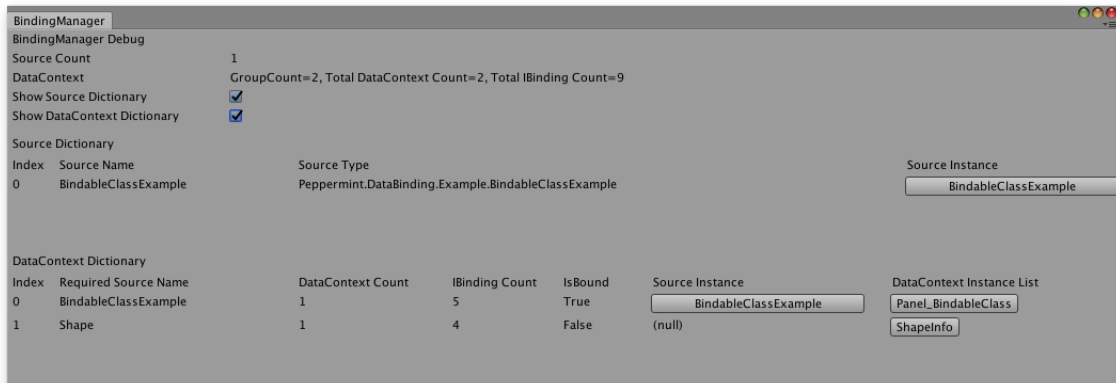 BindingManager
BindingManager Debug
Source Count 1
DataContext GroupCount=2, Total DataContext Count=2, Total IBinding Count=9
Show Source Dictionary
Show DataContext Dictionary
Source Dictionary
Index Source Name Source Type Source Instance
0 BindableClassExample Peppermint.DataBinding.Example.BindableClassExample BindableClassExample
DataContext Dictionary
Index Required Source Name DataContext Count IBinding Count IsBound Source Instance DataContext Instance List
0 BindableClassExample 1 5 True BindableClassExample Panel_BindableClass
1 Shape 1 4 False (null) ShapeInfo